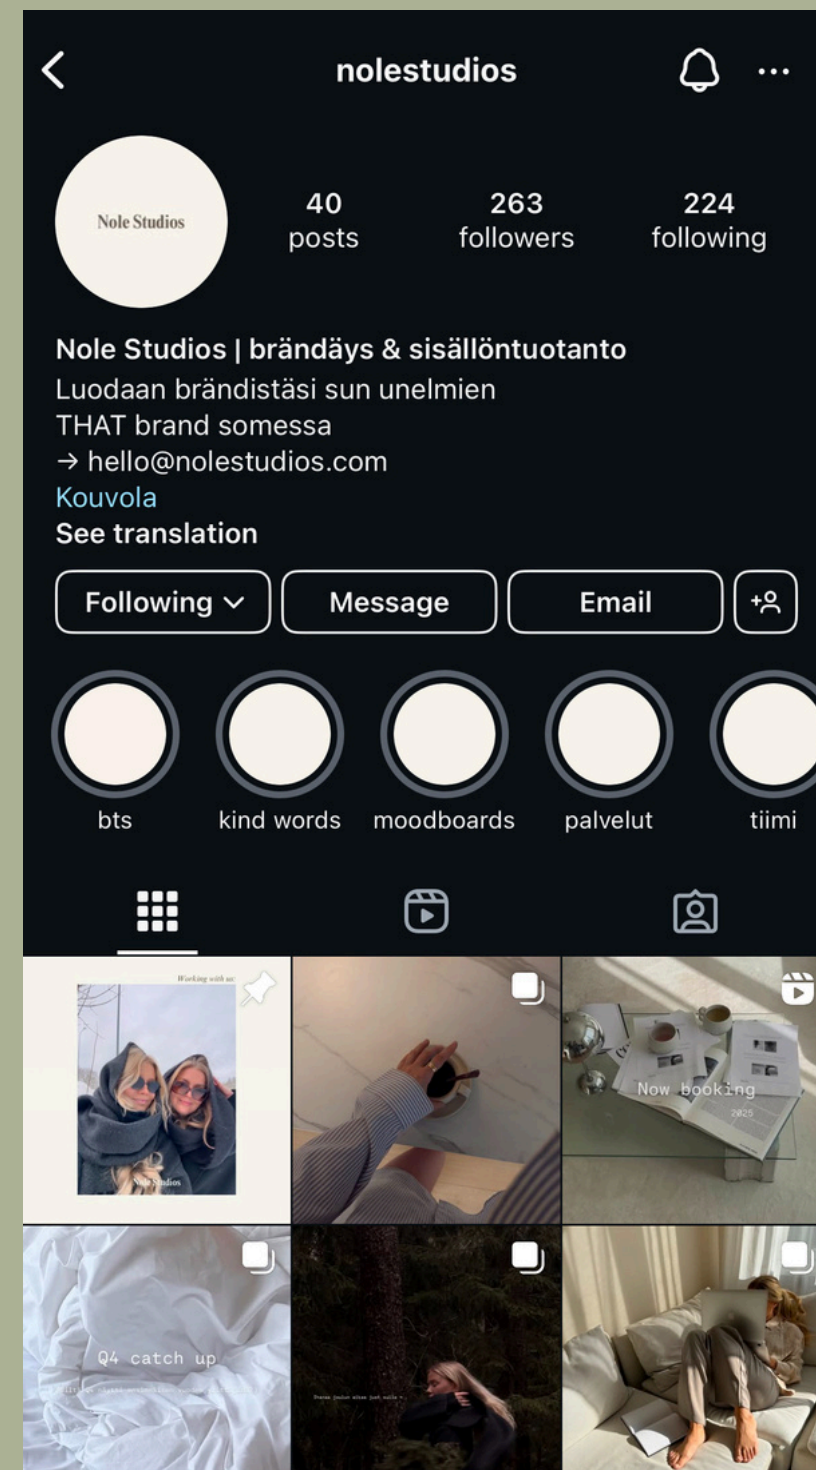 nolestudios
Nole Studios
40
posts
263
followers
224
following
Nole Studios | brändäys & sisällöntuotanto
Luodaan brändistäsi sun unelmien
THAT brand somessa
→ hello@nolestudios.com
Kouvola
See translation
Following
Message
Email
bts
kind words
moodboards
palvelut
tiimi
Working with us
Nole Studios
Now booking
2025
Q4 catch up